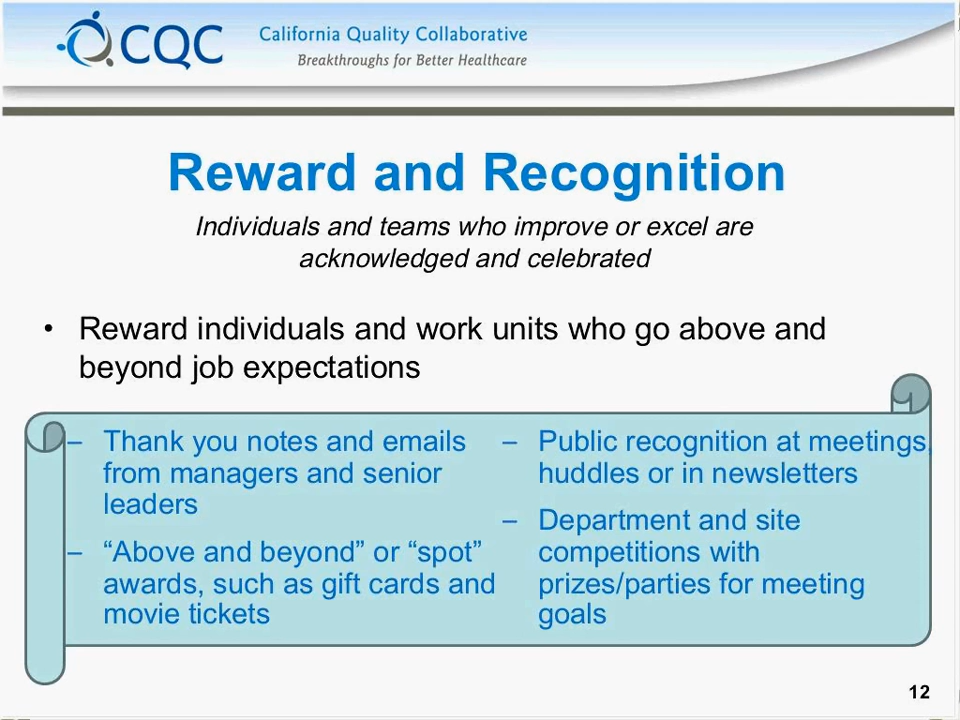 CQC
California Quality Collaborative
Breakthroughs for Better Healthcare
Reward and Recognition
Individuals and teams who improve or excel are
acknowledged and celebrated
• Reward individuals and work units who go above and
beyond job expectations
– Thank you notes and emails
from managers and senior
leaders
– “Above and beyond” or “spot”
awards, such as gift cards and
movie tickets
– Public recognition at meetings,
huddles or in newsletters
– Department and site
competitions with
prizes/parties for meeting
goals
12